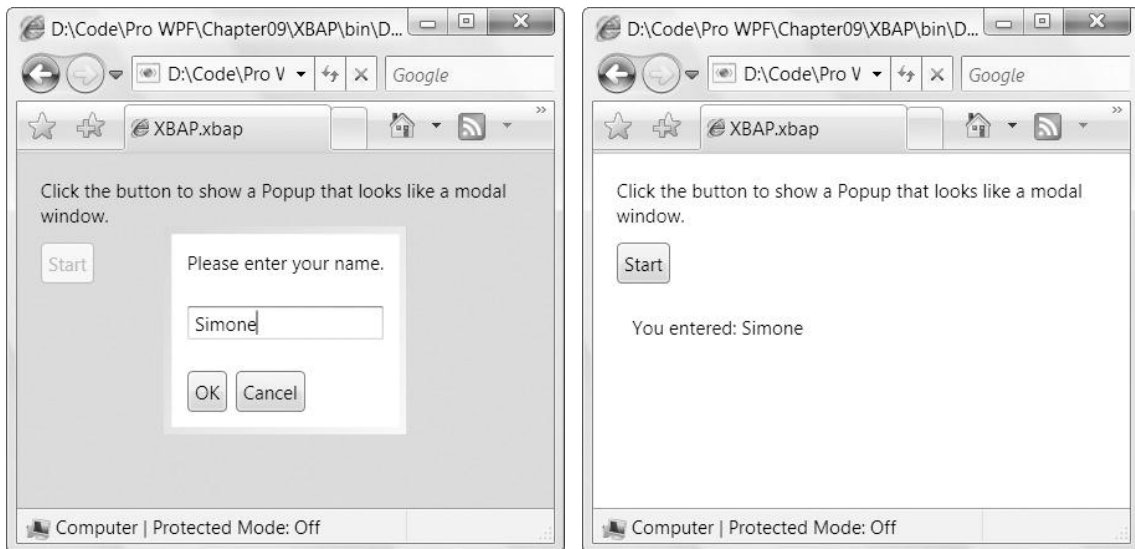 D:\Code\Pro WPF\Chapter09\XBAP\bin\D...
D:\Code\Pro V
Google
XBAP.xbap
Click the button to show a Popup that looks like a modal
window.
Start
Please enter your name.
Simone
OK Cancel
Computer | Protected Mode: Off
D:\Code\Pro WPF\Chapter09\XBAP\bin\D...
D:\Code\Pro V
Google
XBAP.xbap
Click the button to show a Popup that looks like a modal
window.
Start
You entered: Simone
Computer | Protected Mode: Off